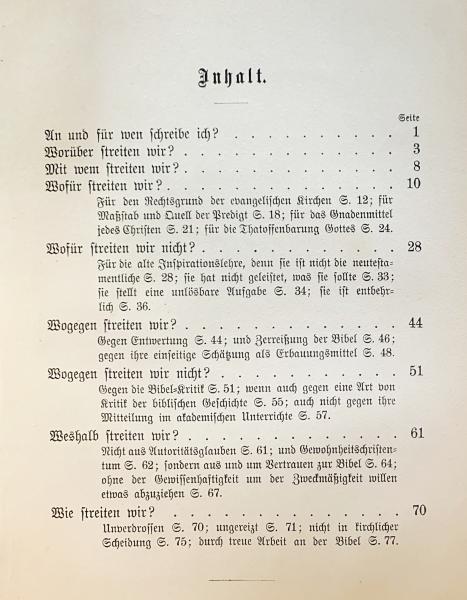 Inhalt.
Seite
An und für wen schreibe ich? . . . . . . . . . . . 1
Worüber streiten wir? . . . . . . . . . . . . . 3
Mit wem streiten wir? . . . . . . . . . . . . . 8
Wofür streiten wir? . . . . . . . . . . . . . . 10
Für den Rechtsgrund der evangelischen Kirchen S. 12; für
Maßstab und Quell der Predigt S. 18; für das Gnadenmittel
jedes Christen S. 21; für die Thatoffenbarung Gottes S. 24.
Wofür streiten wir nicht? . . . . . . . . . . . . 28
Für die alte Inspirationslehre, denn sie ist nicht die neutesta-
mentliche S. 28; sie hat nicht geleistet, was sie sollte S. 33;
sie stellt eine unlösbare Aufgabe S. 34; sie ist entbehr-
lich S. 36.
Wogegen streiten wir? . . . . . . . . . . . . . 44
Gegen Entwertung S. 44; und Zerreißung der Bibel S. 46;
gegen ihre einseitige Schätzung als Erbauungsmittel S. 48.
Wogegen streiten wir nicht? . . . . . . . . . . . 51
Gegen die Bibel-Kritik S. 51; wenn auch gegen eine Art von
Kritik der biblischen Geschichte S. 55; auch nicht gegen ihre
Mitteilung im akademischen Unterrichte S. 57.
Weshalb streiten wir? . . . . . . . . . . . . . 61
Nicht aus Autoritätsglauben S. 61; und Gewohnheitschristen-
tum S. 62; sondern aus und um Vertrauen zur Bibel S. 64;
ohne der Gewissenhaftigkeit um der Zweckmäßigkeit willen
etwas abzuziehen S. 67.
Wie streiten wir? . . . . . . . . . . . . . . 70
Unverdrossen S. 70; ungereizt S. 71; nicht in kirchlicher
Scheidung S. 75; durch treue Arbeit an der Bibel S. 77.